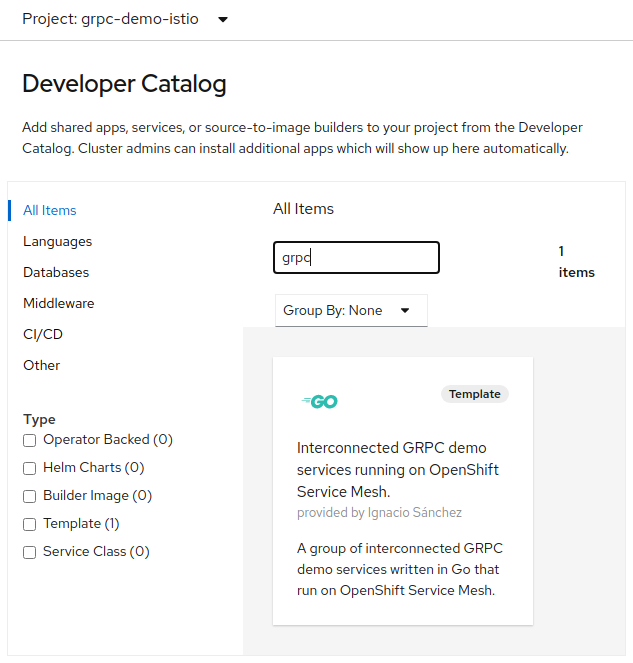 Project: grpc-demo-istio
Developer Catalog
Add shared apps, services, or source-to-image builders to your project from the Developer
Catalog. Cluster admins can install additional apps which will show up here automatically.
All Items
Languages
Databases
Middleware
CI/CD
Other
Type
Operator Backed (0)
Helm Charts (0)
Builder Image (0)
Template (1)
Service Class (0)
All Items
grpc
1
items
Group By: None
GO
Template
Interconnected GRPC demo
services running on OpenShift
Service Mesh.
provided by Ignacio Sánchez
A group of interconnected GRPC
demo services written in Go that
run on OpenShift Service Mesh.